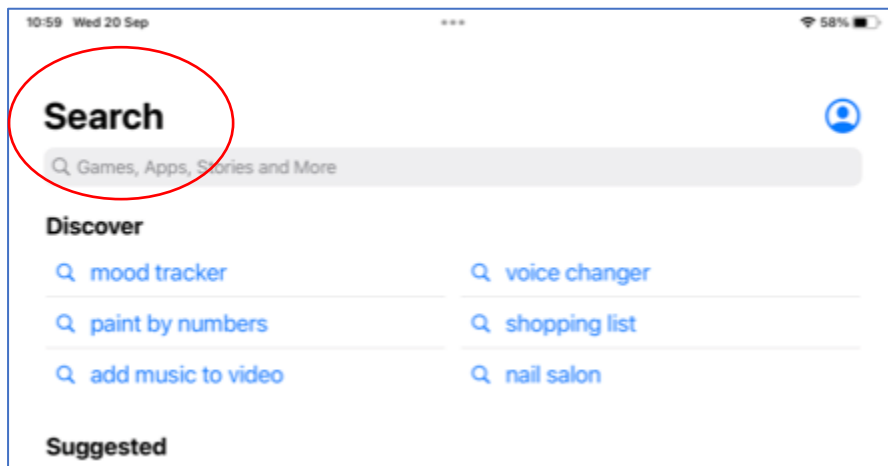 10:59 Wed 20 Sep 58%
Search
Games, Apps, Stories and More
Discover
mood tracker voice changer
paint by numbers shopping list
add music to video nail salon
Suggested